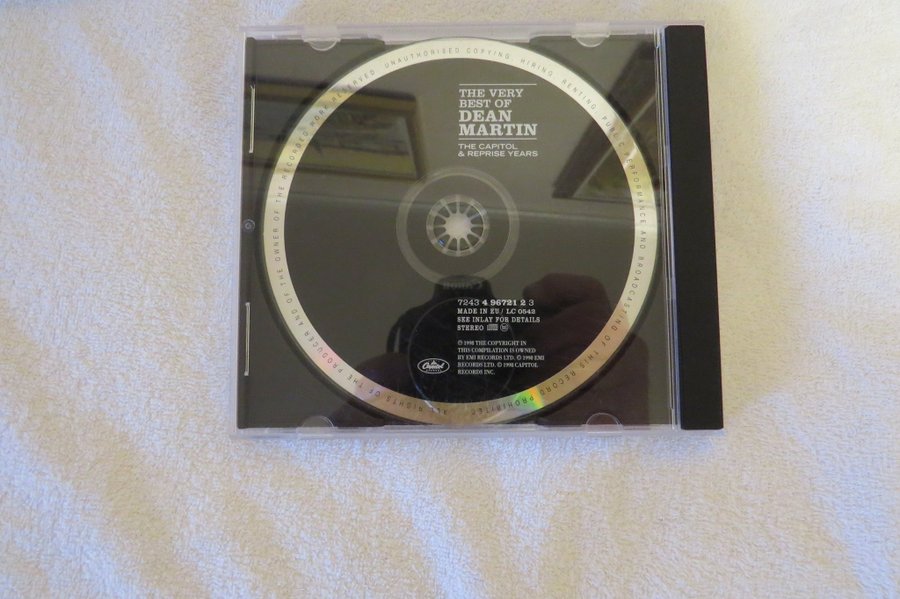 THE VERY
BEST OF
DEAN
MARTIN
THE CAPITOL
& REPRISE YEARS
7243 4 96721 2 3
MADE IN EU / LC 0542
SEE INLAY FOR DETAILS
STEREO
℗ 1998 THE COPYRIGHT IN
THIS COMPILATION IS OWNED
BY EMI RECORDS LTD. © 1998 EMI
RECORDS LTD. © 1998 CAPITOL
RECORDS INC.
Capitol
ALL RIGHTS OF THE PRODUCER AND OF THE OWNER OF THE RECORDED WORK RESERVED. UNAUTHORISED COPYING, HIRING, RENTING, PUBLIC PERFORMANCE AND BROADCASTING OF THIS RECORD PROHIBITED